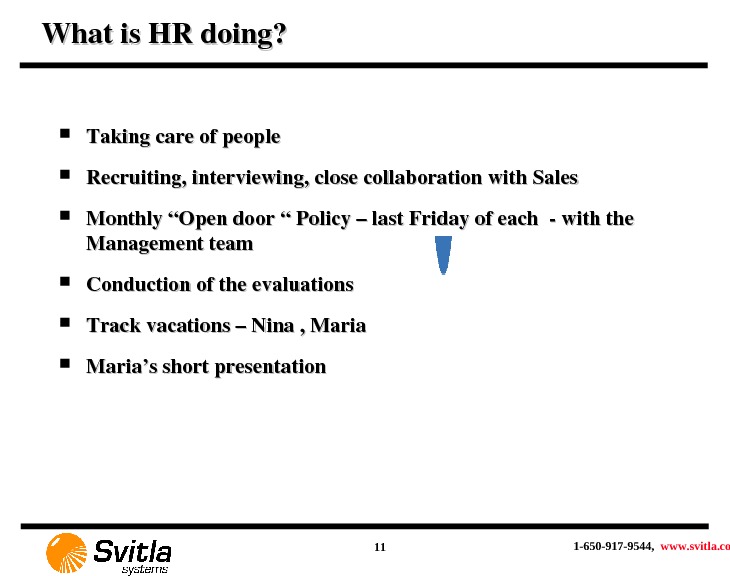 What is HR doing?
Taking care of people
Recruiting, interviewing, close collaboration with Sales
Monthly “Open door “ Policy – last Friday of each  - with the
Management team
Conduction of the evaluations
Track vacations – Nina , Maria
Maria’s short presentation
Svitla
systems
11
1-650-917-9544,  www.svitla.co